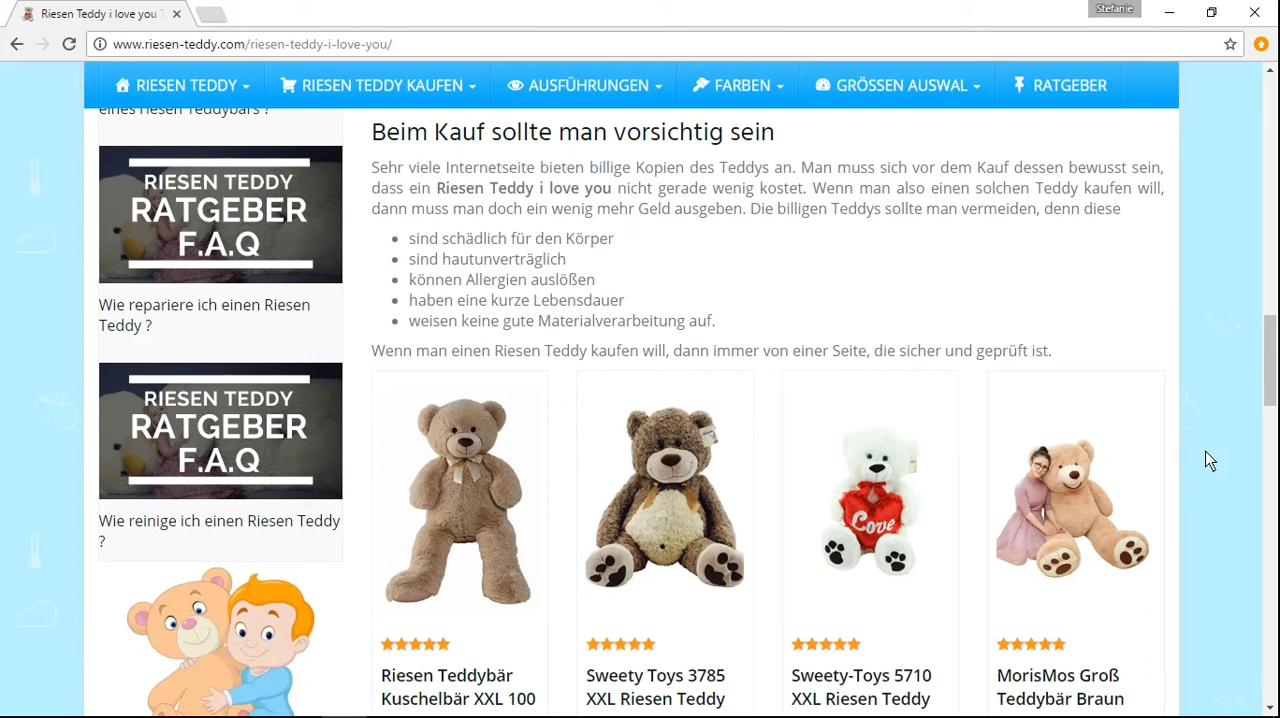 Riesen Teddy i love you T
Stefanie
www.riesen-teddy.com/riesen-teddy-i-love-you/
RIESEN TEDDY
RIESEN TEDDY KAUFEN
AUSFÜHRUNGEN
FARBEN
GRÖSSEN AUSWAL
RATGEBER
eines riesen Teddybärs ?
RIESEN TEDDY
RATGEBER
F.A.Q
Wie repariere ich einen Riesen
Teddy ?
RIESEN TEDDY
RATGEBER
F.A.Q
Wie reinige ich einen Riesen Teddy
?
Beim Kauf sollte man vorsichtig sein
Sehr viele Internetseite bieten billige Kopien des Teddys an. Man muss sich vor dem Kauf dessen bewusst sein,
dass ein Riesen Teddy i love you nicht gerade wenig kostet. Wenn man also einen solchen Teddy kaufen will,
dann muss man doch ein wenig mehr Geld ausgeben. Die billigen Teddys sollte man vermeiden, denn diese
sind schädlich für den Körper
sind hautunverträglich
können Allergien auslößen
haben eine kurze Lebensdauer
weisen keine gute Materialverarbeitung auf.
Wenn man einen Riesen Teddy kaufen will, dann immer von einer Seite, die sicher und geprüft ist.
Love
Riesen Teddybär
Kuschelbär XXL 100
Sweety Toys 3785
XXL Riesen Teddy
Sweety-Toys 5710
XXL Riesen Teddy
MorisMos Groß
Teddybär Braun